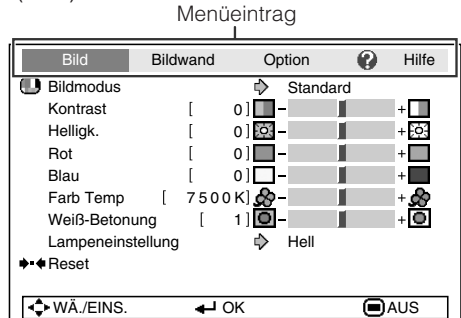 Menüeintrag
Bild Bildwand Option ? Hilfe
Bildmodus Standard
Kontrast [ 0] - +
Helligk. [ 0] - +
Rot [ 0] - +
Blau [ 0] - +
Farb Temp [ 7500K] - +
Weiß-Betonung [ 1] - +
Lampeneinstellung Hell
Reset
WÄ./EINS. OK AUS